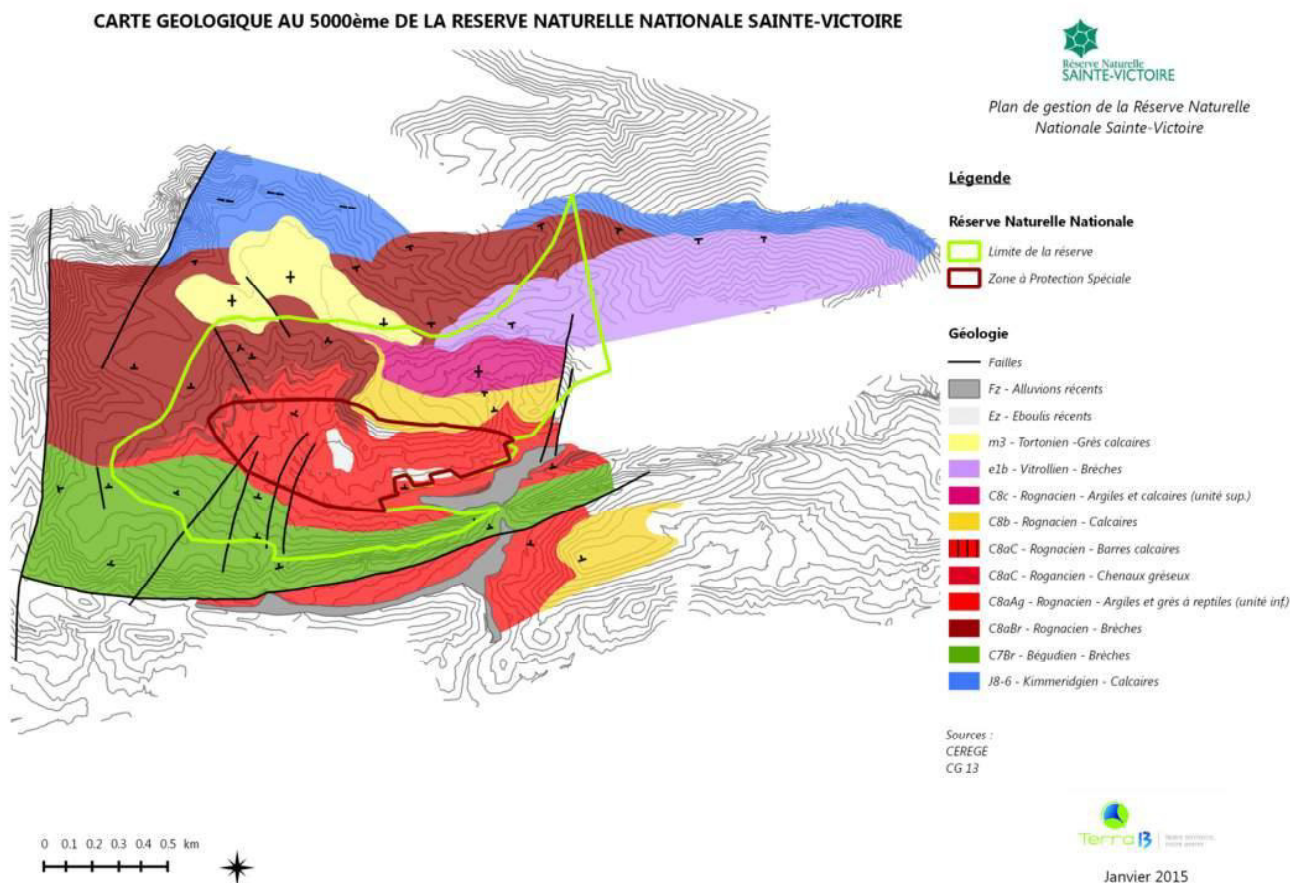 CARTE GEOLOGIQUE AU 5000ème DE LA RESERVE NATURELLE NATIONALE SAINTE-VICTOIRE
Réserve Naturelle
SAINTE-VICTOIRE
Plan de gestion de la Réserve Naturelle
Nationale Sainte-Victoire
Légende
Réserve Naturelle Nationale
Limite de la réserve
Zone à Protection Spéciale
Géologie
Failles
Fz - Alluvions récents
Ez - Eboulis récents
m3 - Tortonien -Grès calcaires
e1b - Vitrollien - Brèches
C8c - Rognacien - Argiles et calcaires (unité sup.)
C8b - Rognacien - Calcaires
C8aC - Rognacien - Barres calcaires
C8aC - Rogancien - Chenaux gréseux
C8aAg - Rognacien - Argiles et grès à reptiles (unité inf.)
C8aBr - Rognacien - Brèches
C7Br - Bégudien - Brèches
J8-6 - Kimmeridgien - Calcaires
Sources :
CEREGE
CG 13
0 0.1 0.2 0.3 0.4 0.5 km
Terra 13
Janvier 2015